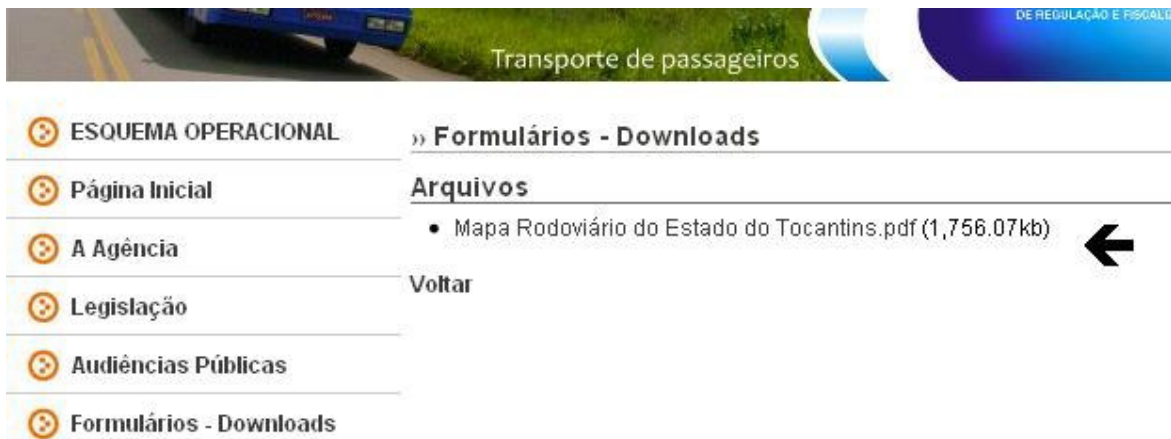 DE REGULAÇÃO E FISCALI
Transporte de passageiros
ESQUEMA OPERACIONAL
Página Inicial
A Agência
Legislação
Audiências Públicas
Formulários - Downloads
›› Formulários - Downloads
Arquivos
• Mapa Rodoviário do Estado do Tocantins.pdf (1,756.07kb)
Voltar